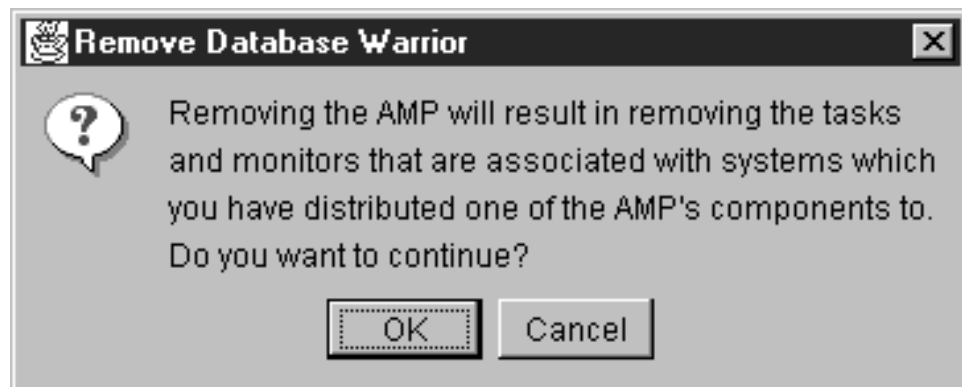 Remove Database Warrior
Removing the AMP will result in removing the tasks
and monitors that are associated with systems which
you have distributed one of the AMP's components to.
Do you want to continue?
OK
Cancel